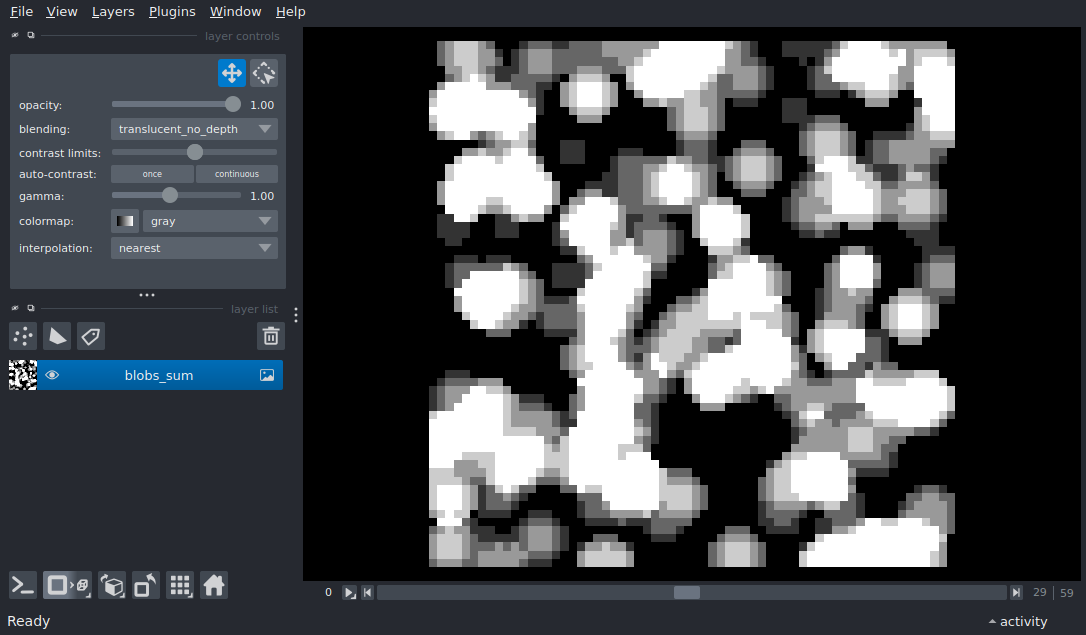 File View Layers Plugins Window Help
layer controls
opacity: 1.00
blending: translucent_no_depth
contrast limits:
auto-contrast: once continuous
gamma: 1.00
colormap: gray
interpolation: nearest
layer list
blobs_sum
0 29 59
Ready activity